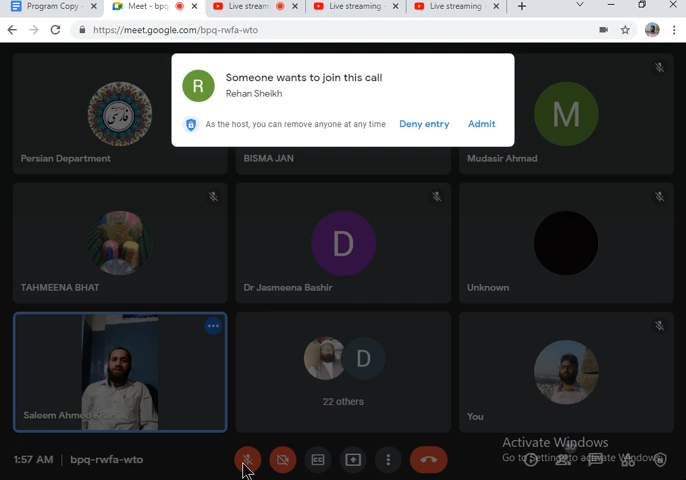 Program Copy -
Meet - bpq
Live stream
Live streaming -
Live streaming -
https://meet.google.com/bpq-rwfa-wto
R
Someone wants to join this call
Rehan Sheikh
As the host, you can remove anyone at any time
Deny entry
Admit
M
Persian Department
BISMA JAN
Mudasir Ahmad
D
TAHMEENA BHAT
Dr Jasmeena Bashir
Unknown
D
22 others
Saleem Ahmed Khan
You
Activate Windows
Go to Settings to activate Windows.
1:57 AM | bpq-rwfa-wto
CC